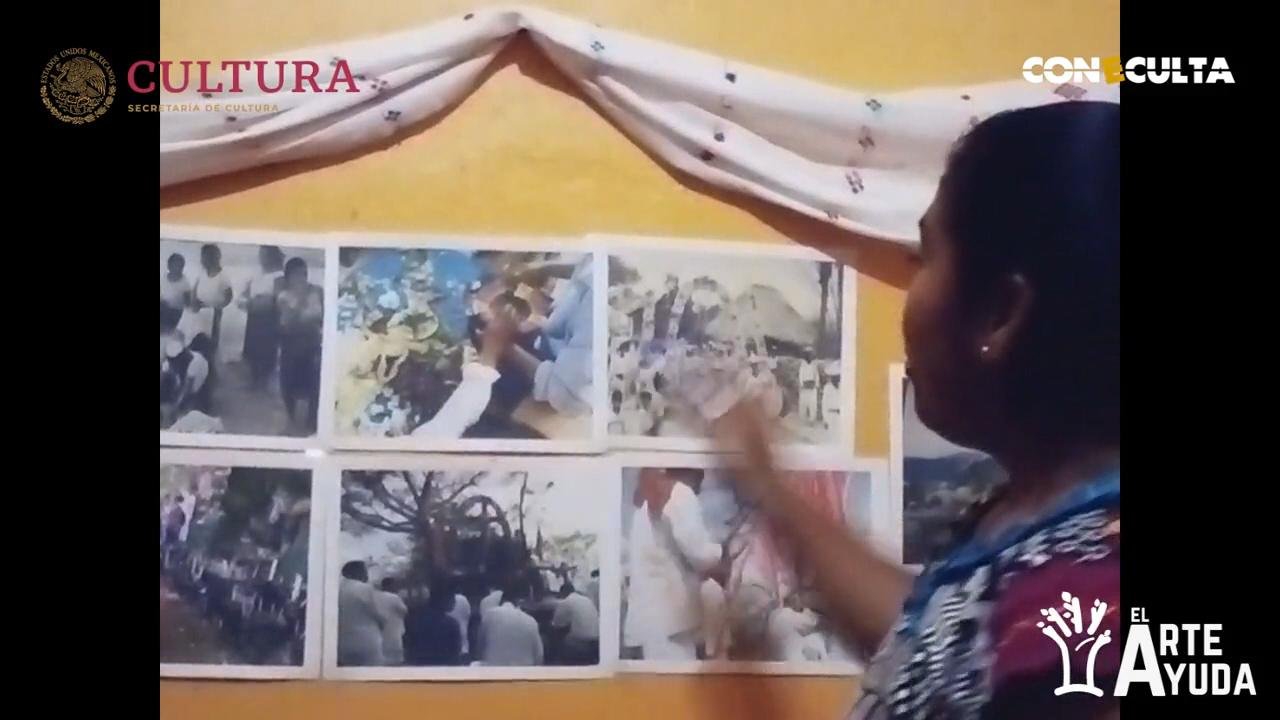 ESTADOS UNIDOS MEXICANOS
CULTURA
SECRETARÍA DE CULTURA
CONECULTA
EL
ARTE
AYUDA